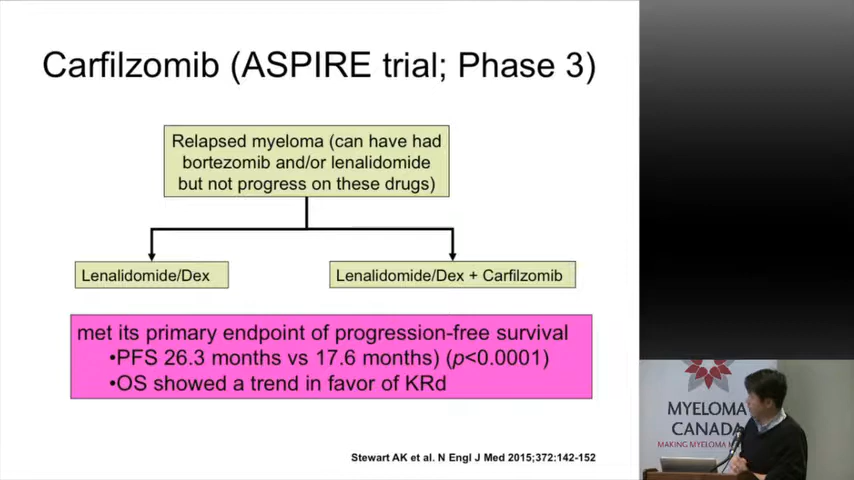 Carfilzomib (ASPIRE trial; Phase 3)
Relapsed myeloma (can have had
bortezomib and/or lenalidomide
but not progress on these drugs)
Lenalidomide/Dex
Lenalidomide/Dex + Carfilzomib
met its primary endpoint of progression-free survival
•PFS 26.3 months vs 17.6 months) (p<0.0001)
•OS showed a trend in favor of KRd
Stewart AK et al. N Engl J Med 2015;372:142-152
MYELOMA
CANADA
MAKING MYELOMA